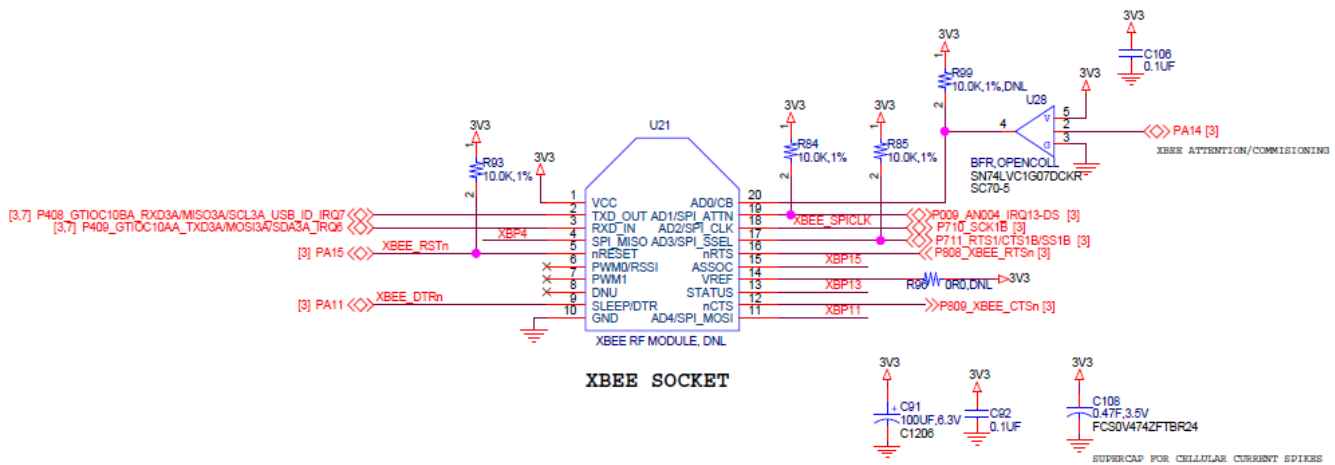 3V3
C106
0.1UF
3V3
1
R99
10.0K,1%,DNL
2
3V3
U28
4
5
2
3
V
G
PA14 [3]
XBEE ATTENTION/COMMISIONING
BFR,OPENCOLL
SN74LVC1G07DCKR
SC70-5
3V3
1
R84
10.0K,1%
2
3V3
1
R85
10.0K,1%
2
U21
3V3
1
R93
10.0K,1%
2
3V3
1 VCC AD0/CB 20
[3,7] P408_GTIOC10BA_RXD3A/MISO3A/SCL3A_USB_ID_IRQ7 2 TXD_OUT AD1/SPI_ATTN 19 P009_AN004_IRQ13-DS [3]
[3,7] P409_GTIOC10AA_TXD3A/MOSI3A/SDA3A_IRQ6 3 RXD_IN AD2/SPI_CLK 18 XBEE_SPICLK P710_SCK1B [3]
XBP4 4 SPI_MISO AD3/SPI_SSEL 17 P711_RTS1/CTS1B/SS1B [3]
[3] PA15 XBEE_RSTn 5 nRESET nRTS 16 P808_XBEE_RTSn [3]
6 PWM0/RSSI ASSOC 15 XBP15
7 PWM1 VREF 14 R96 0R0,DNL 3V3
8 DNU STATUS 13 XBP13
[3] PA11 XBEE_DTRn 9 SLEEP/DTR nCTS 12 P809_XBEE_CTSn [3]
10 GND AD4/SPI_MOSI 11 XBP11
XBEE RF MODULE, DNL
XBEE SOCKET
3V3
+
C91
100UF,6.3V
C1206
3V3
C92
0.1UF
3V3
C108
0.47F,3.5V
FCS0V474ZFTBR24
SUPERCAP FOR CELLULAR CURRENT SPIKES